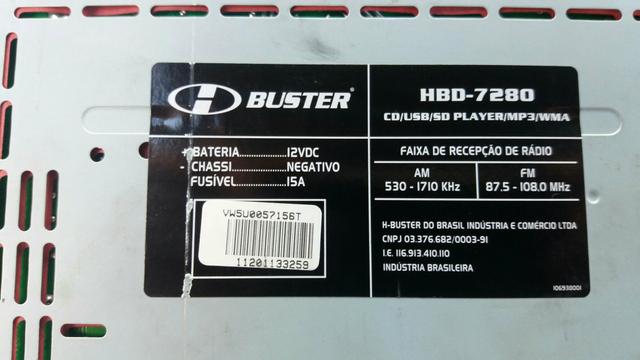 H BUSTER®
HBD-7280
CD/USB/SD PLAYER/MP3/WMA
+ BATERIA..................12VDC
- CHASSI..............NEGATIVO
FUSÍVEL.................15A
FAIXA DE RECEPÇÃO DE RÁDIO
AM
530 - 1710 KHz
FM
87.5 - 108.0 MHz
VW5U0057156T
11201133259
H-BUSTER DO BRASIL INDÚSTRIA E COMÉRCIO LTDA
CNPJ 03.376.682/0003-91
I.E. 116.913.410.110
INDÚSTRIA BRASILEIRA
106938001